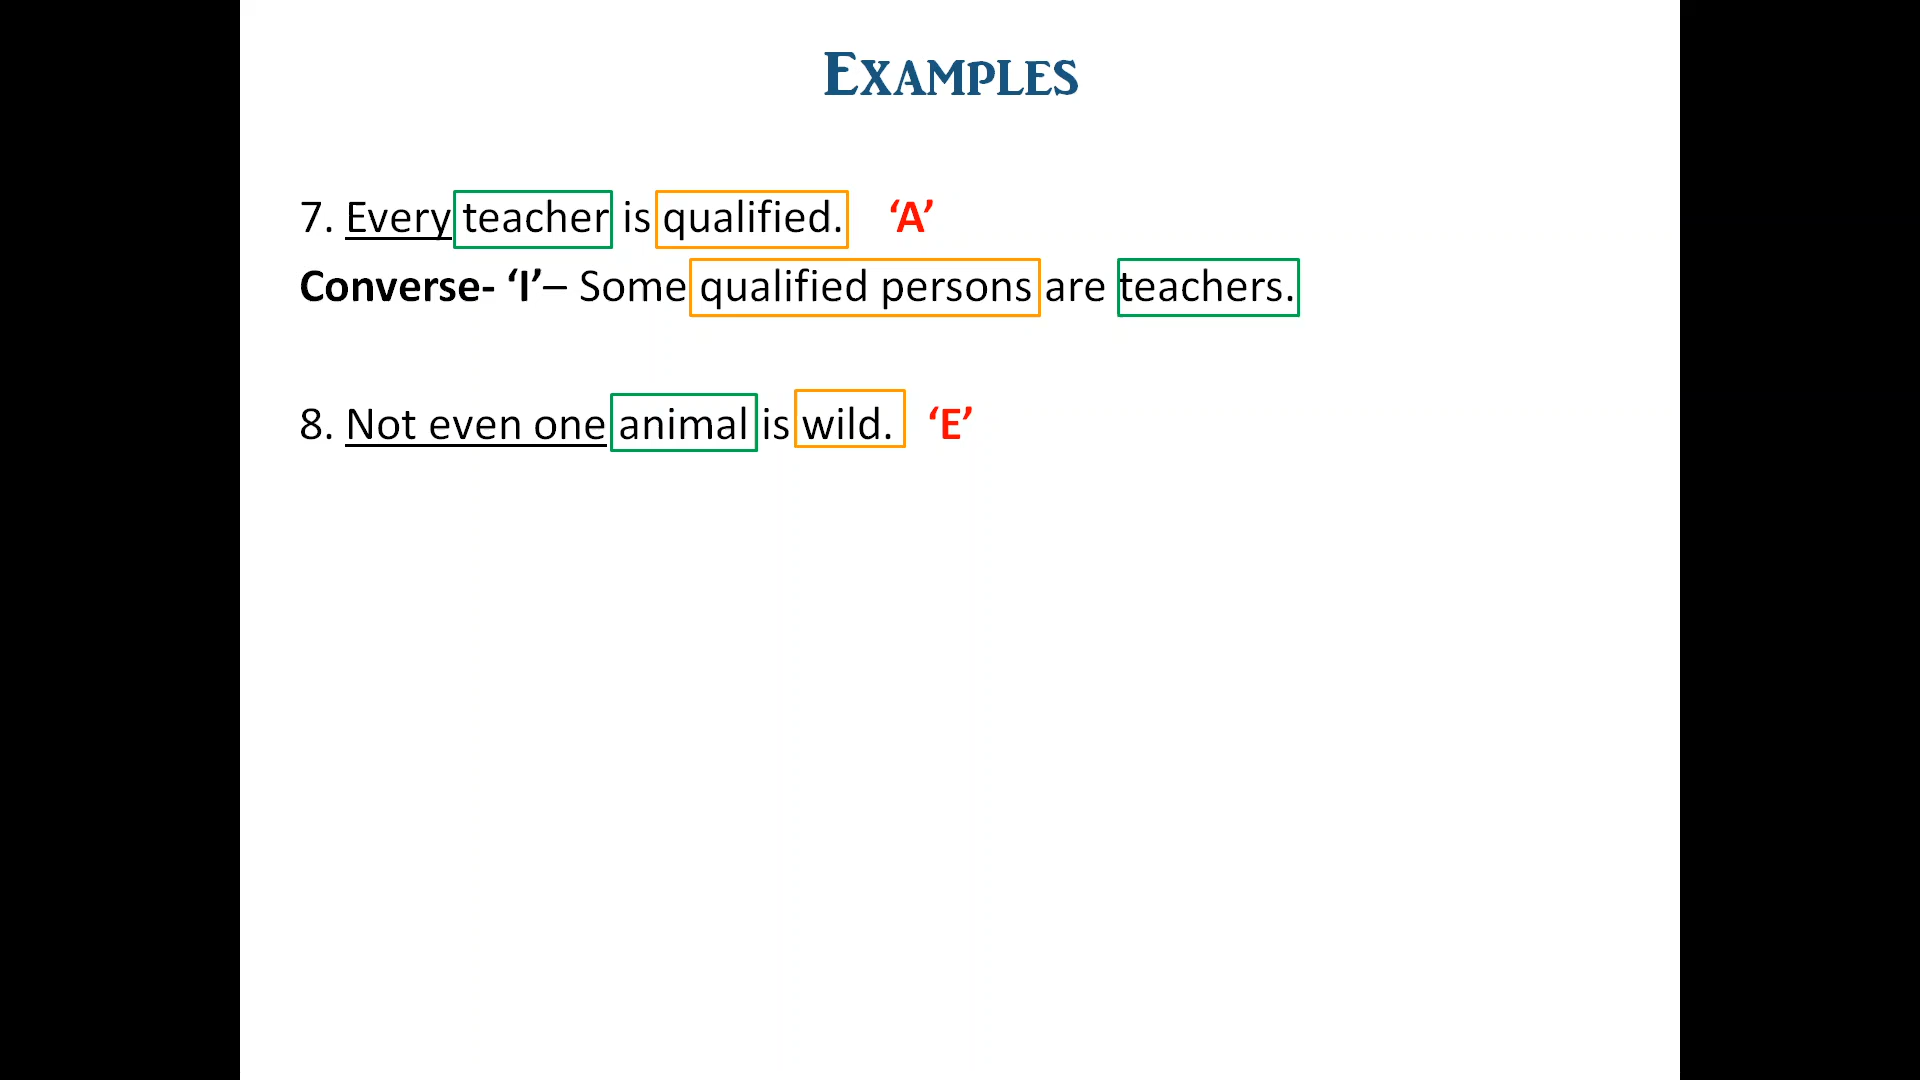 EXAMPLES
7. Every teacher is qualified. ‘A’
Converse- ‘I’– Some qualified persons are teachers.
8. Not even one animal is wild. ‘E’